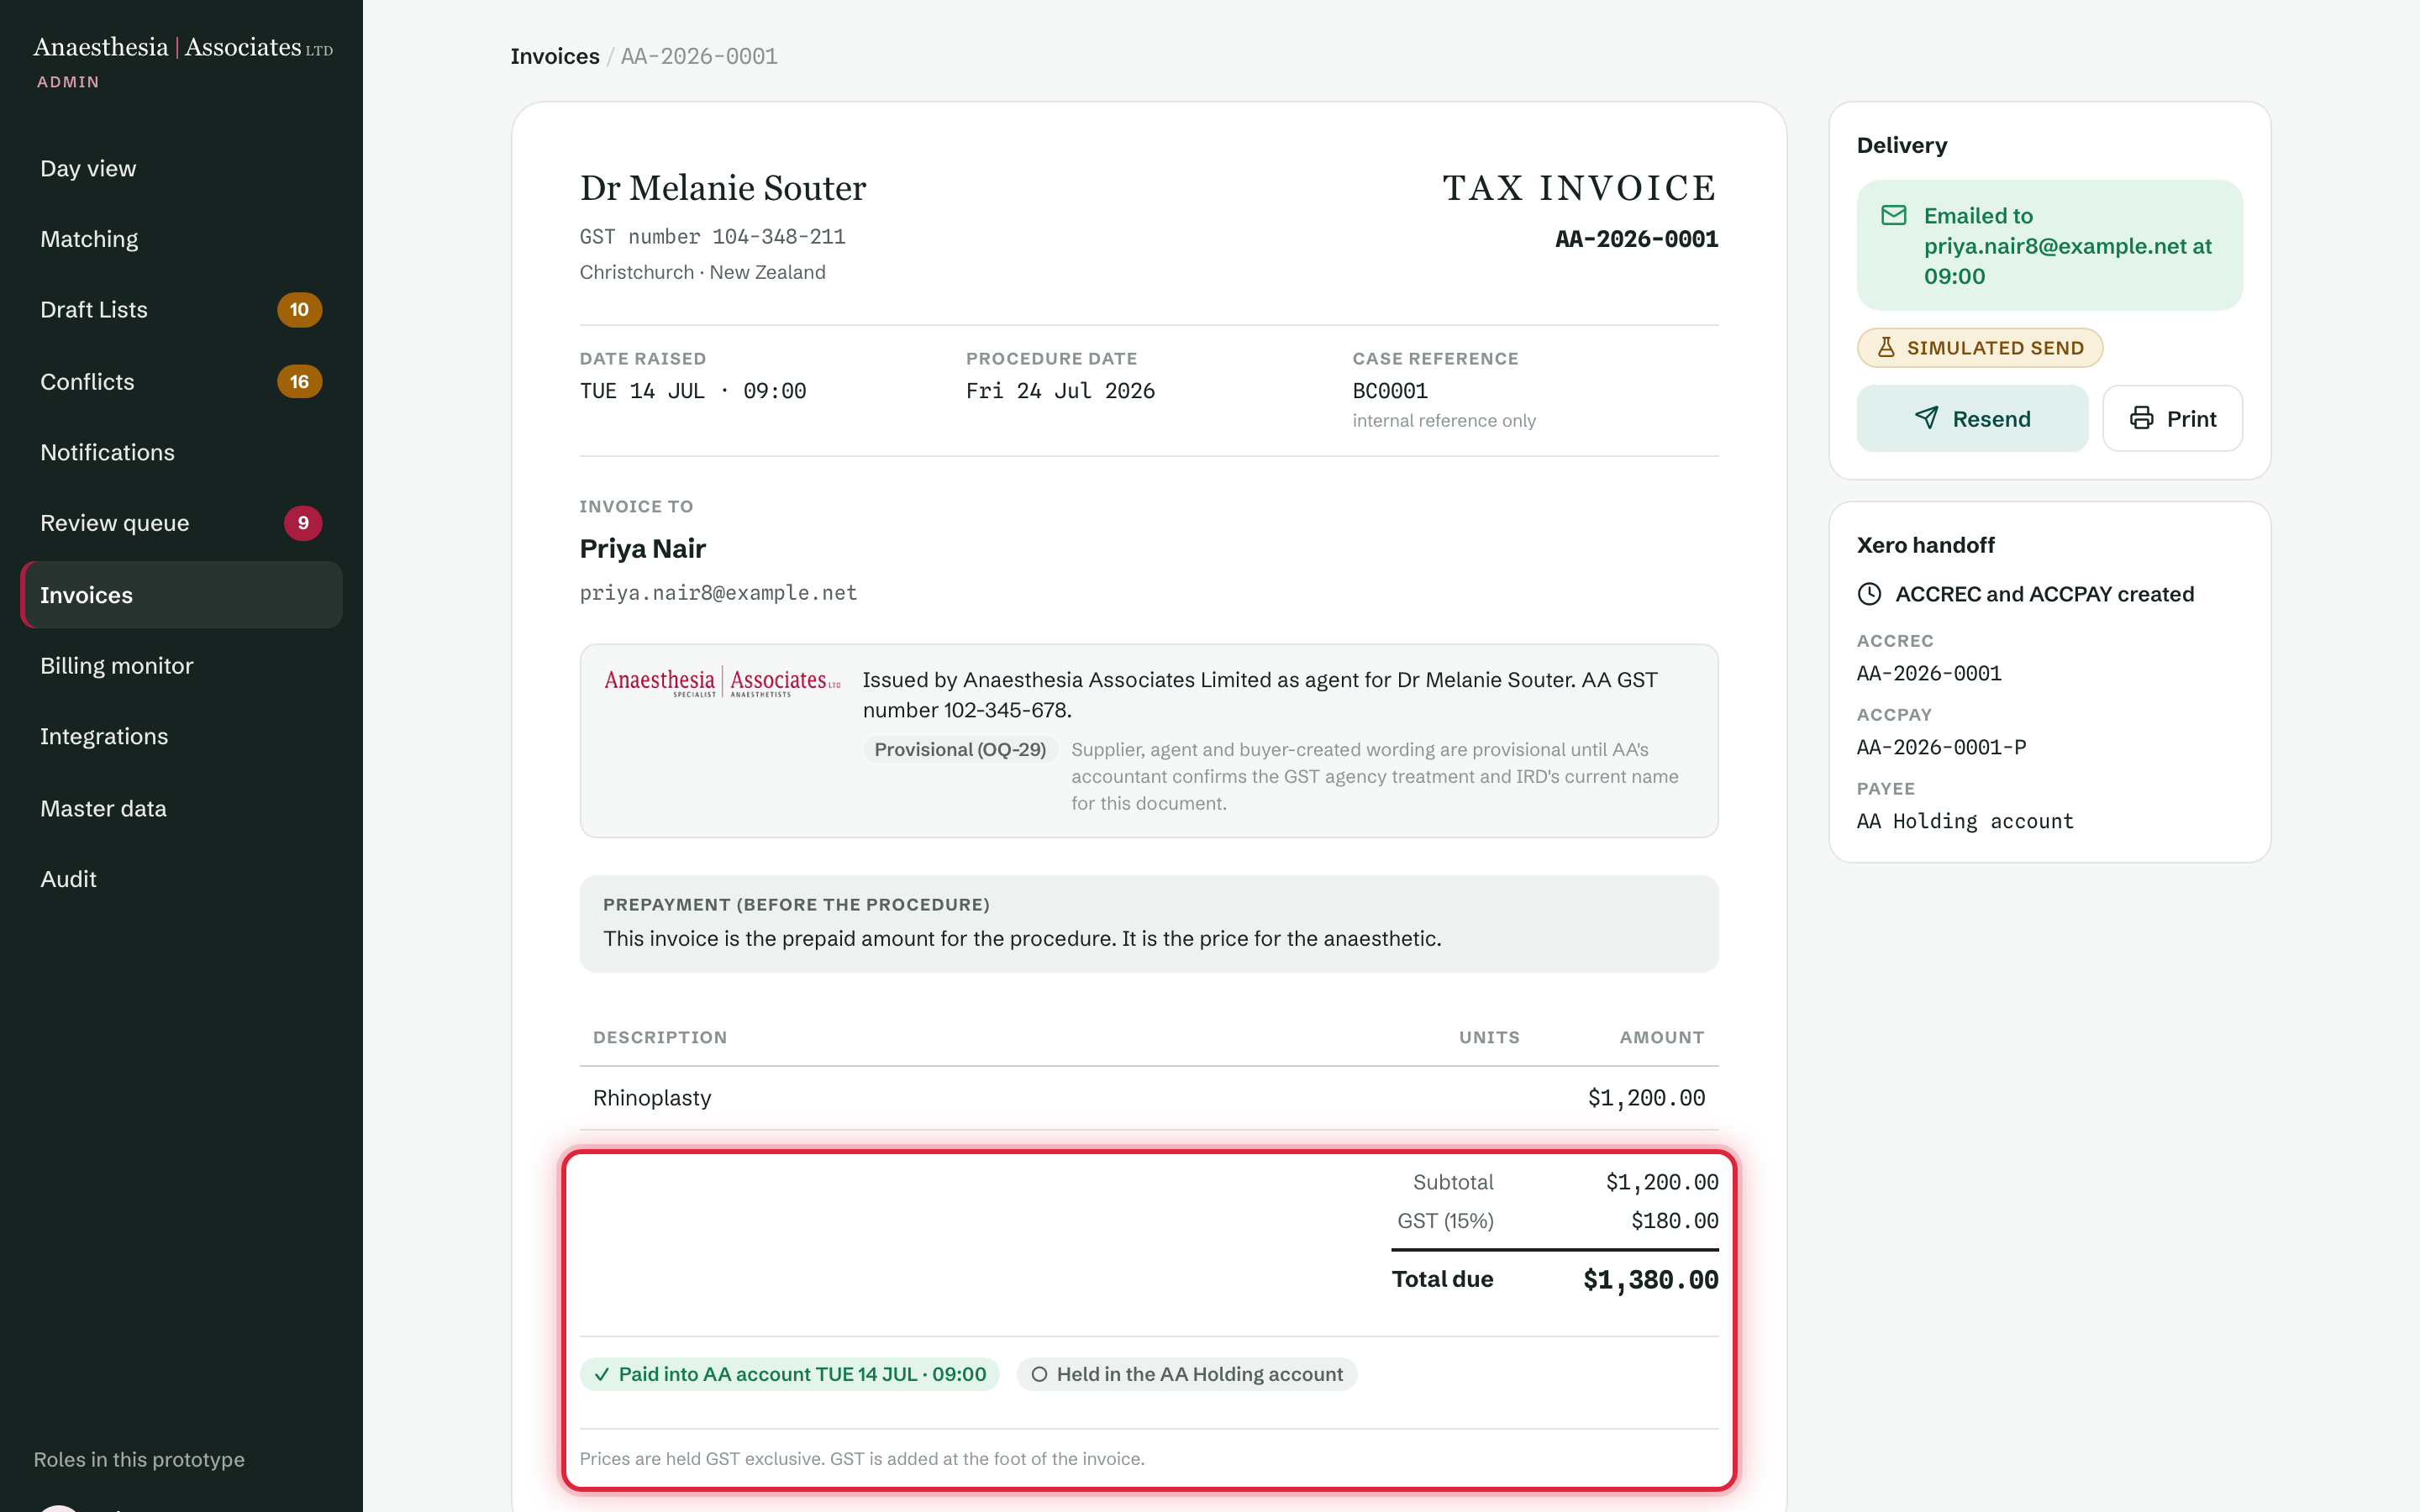 Anaesthesia | Associates LTD
ADMIN
Day view
Matching
Draft Lists 10
Conflicts 16
Notifications
Review queue 9
Invoices
Billing monitor
Integrations
Master data
Audit
Roles in this prototype
Invoices / AA-2026-0001
Dr Melanie Souter
GST number 104-348-211
Christchurch · New Zealand
TAX INVOICE
AA-2026-0001
DATE RAISED
TUE 14 JUL · 09:00
PROCEDURE DATE
Fri 24 Jul 2026
CASE REFERENCE
BC0001
internal reference only
INVOICE TO
Priya Nair
priya.nair8@example.net
Anaesthesia | Associates LTD
SPECIALIST ANAESTHETISTS
Issued by Anaesthesia Associates Limited as agent for Dr Melanie Souter. AA GST
number 102-345-678.
Provisional (OQ-29)
Supplier, agent and buyer-created wording are provisional until AA's
accountant confirms the GST agency treatment and IRD's current name
for this document.
PREPAYMENT (BEFORE THE PROCEDURE)
This invoice is the prepaid amount for the procedure. It is the price for the anaesthetic.
DESCRIPTION UNITS AMOUNT
Rhinoplasty $1,200.00
Subtotal $1,200.00
GST (15%) $180.00
Total due $1,380.00
Paid into AA account TUE 14 JUL · 09:00
Held in the AA Holding account
Prices are held GST exclusive. GST is added at the foot of the invoice.
Delivery
Emailed to
priya.nair8@example.net at
09:00
SIMULATED SEND
Resend
Print
Xero handoff
ACCREC and ACCPAY created
ACCREC
AA-2026-0001
ACCPAY
AA-2026-0001-P
PAYEE
AA Holding account